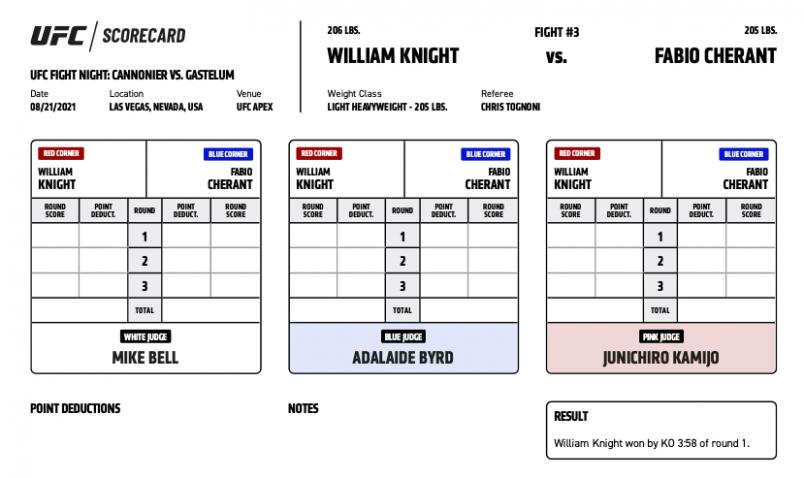 UFC / SCORECARD
UFC FIGHT NIGHT: CANNONIER VS. GASTELUM
Date Location Venue
08/21/2021 LAS VEGAS, NEVADA, USA UFC APEX
206 LBS. FIGHT #3 205 LBS.
WILLIAM KNIGHT vs. FABIO CHERANT
Weight Class Referee
LIGHT HEAVYWEIGHT - 205 LBS. CHRIS TOGNONI
RED CORNER BLUE CORNER
WILLIAM FABIO
KNIGHT CHERANT
ROUND POINT ROUND POINT ROUND
SCORE DEDUCT. DEDUCT. SCORE
1
2
3
TOTAL
WHITE JUDGE
MIKE BELL
RED CORNER BLUE CORNER
WILLIAM FABIO
KNIGHT CHERANT
ROUND POINT ROUND POINT ROUND
SCORE DEDUCT. DEDUCT. SCORE
1
2
3
TOTAL
BLUE JUDGE
ADALAIDE BYRD
RED CORNER BLUE CORNER
WILLIAM FABIO
KNIGHT CHERANT
ROUND POINT ROUND POINT ROUND
SCORE DEDUCT. DEDUCT. SCORE
1
2
3
TOTAL
PINK JUDGE
JUNICHIRO KAMIJO
POINT DEDUCTIONS
NOTES
RESULT
William Knight won by KO 3:58 of round 1.